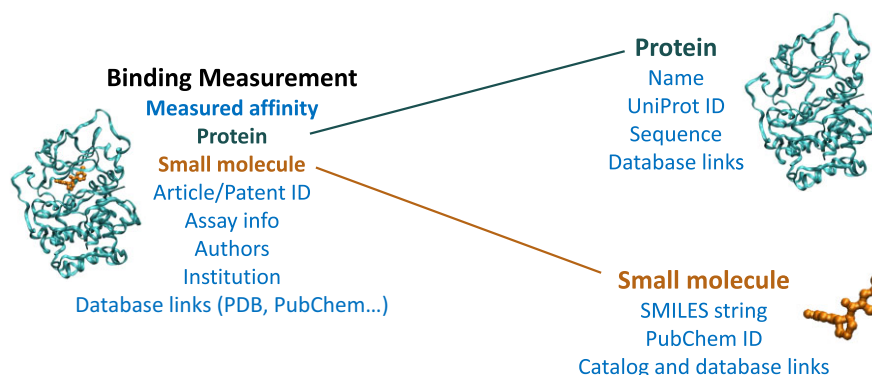 Binding Measurement
Measured affinity
Protein
Small molecule
Article/Patent ID
Assay info
Authors
Institution
Database links (PDB, PubChem…)
Protein
Name
UniProt ID
Sequence
Database links
Small molecule
SMILES string
PubChem ID
Catalog and database links